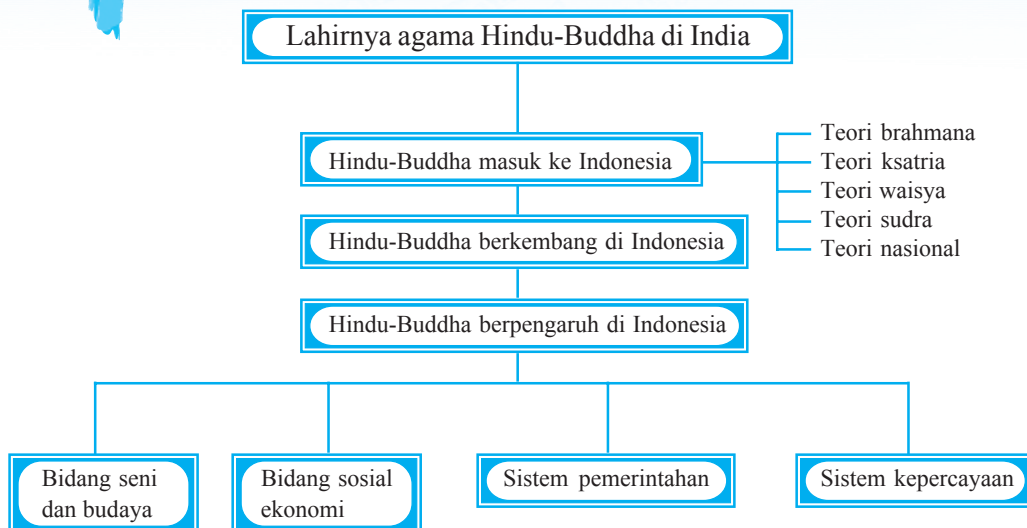 Lahirnya agama Hindu-Buddha di India
Hindu-Buddha masuk ke Indonesia
Teori brahmana
Teori ksatria
Teori waisya
Teori sudra
Teori nasional
Hindu-Buddha berkembang di Indonesia
Hindu-Buddha berpengaruh di Indonesia
Bidang seni
dan budaya
Bidang sosial
ekonomi
Sistem pemerintahan
Sistem kepercayaan